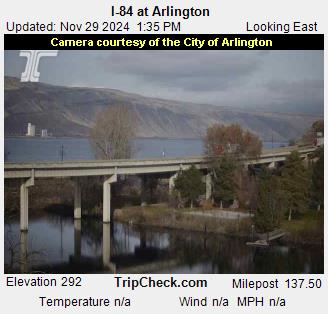 I-84 at Arlington
Updated: Nov 29 2024 1:35 PM Looking East
Camera courtesy of the City of Arlington
Elevation 292 TripCheck.com Milepost 137.50
Temperature n/a Wind n/a MPH n/a